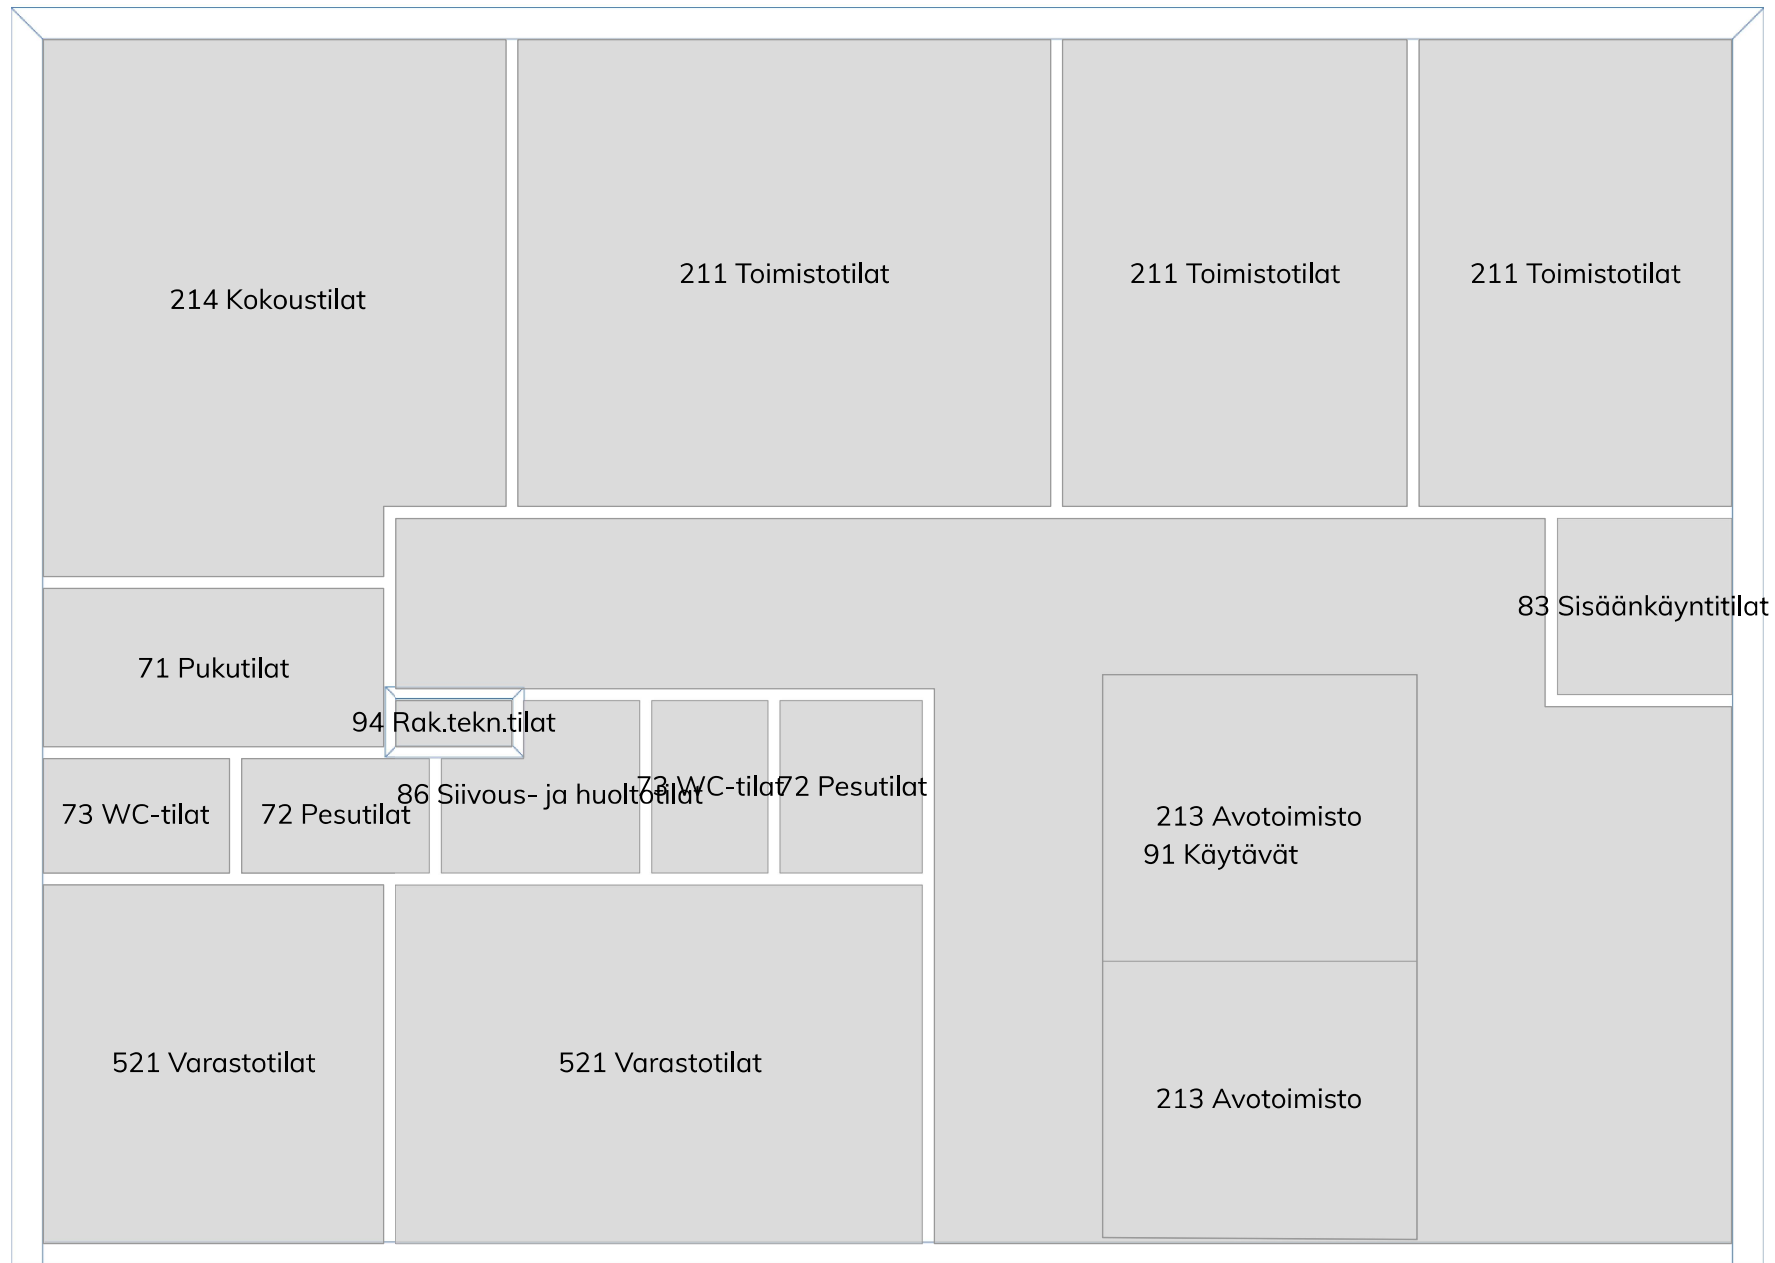 214 Kokoustilat
211 Toimistotilat
211 Toimistotilat
211 Toimistotilat
83 Sisäänkäyntitilat
71 Pukutilat
94 Rak.tekn.tilat
73 WC-tilat
72 Pesutilat
86 Siivous- ja huoltotilat
73 WC-tilat
72 Pesutilat
213 Avotoimisto
91 Käytävät
521 Varastotilat
521 Varastotilat
213 Avotoimisto